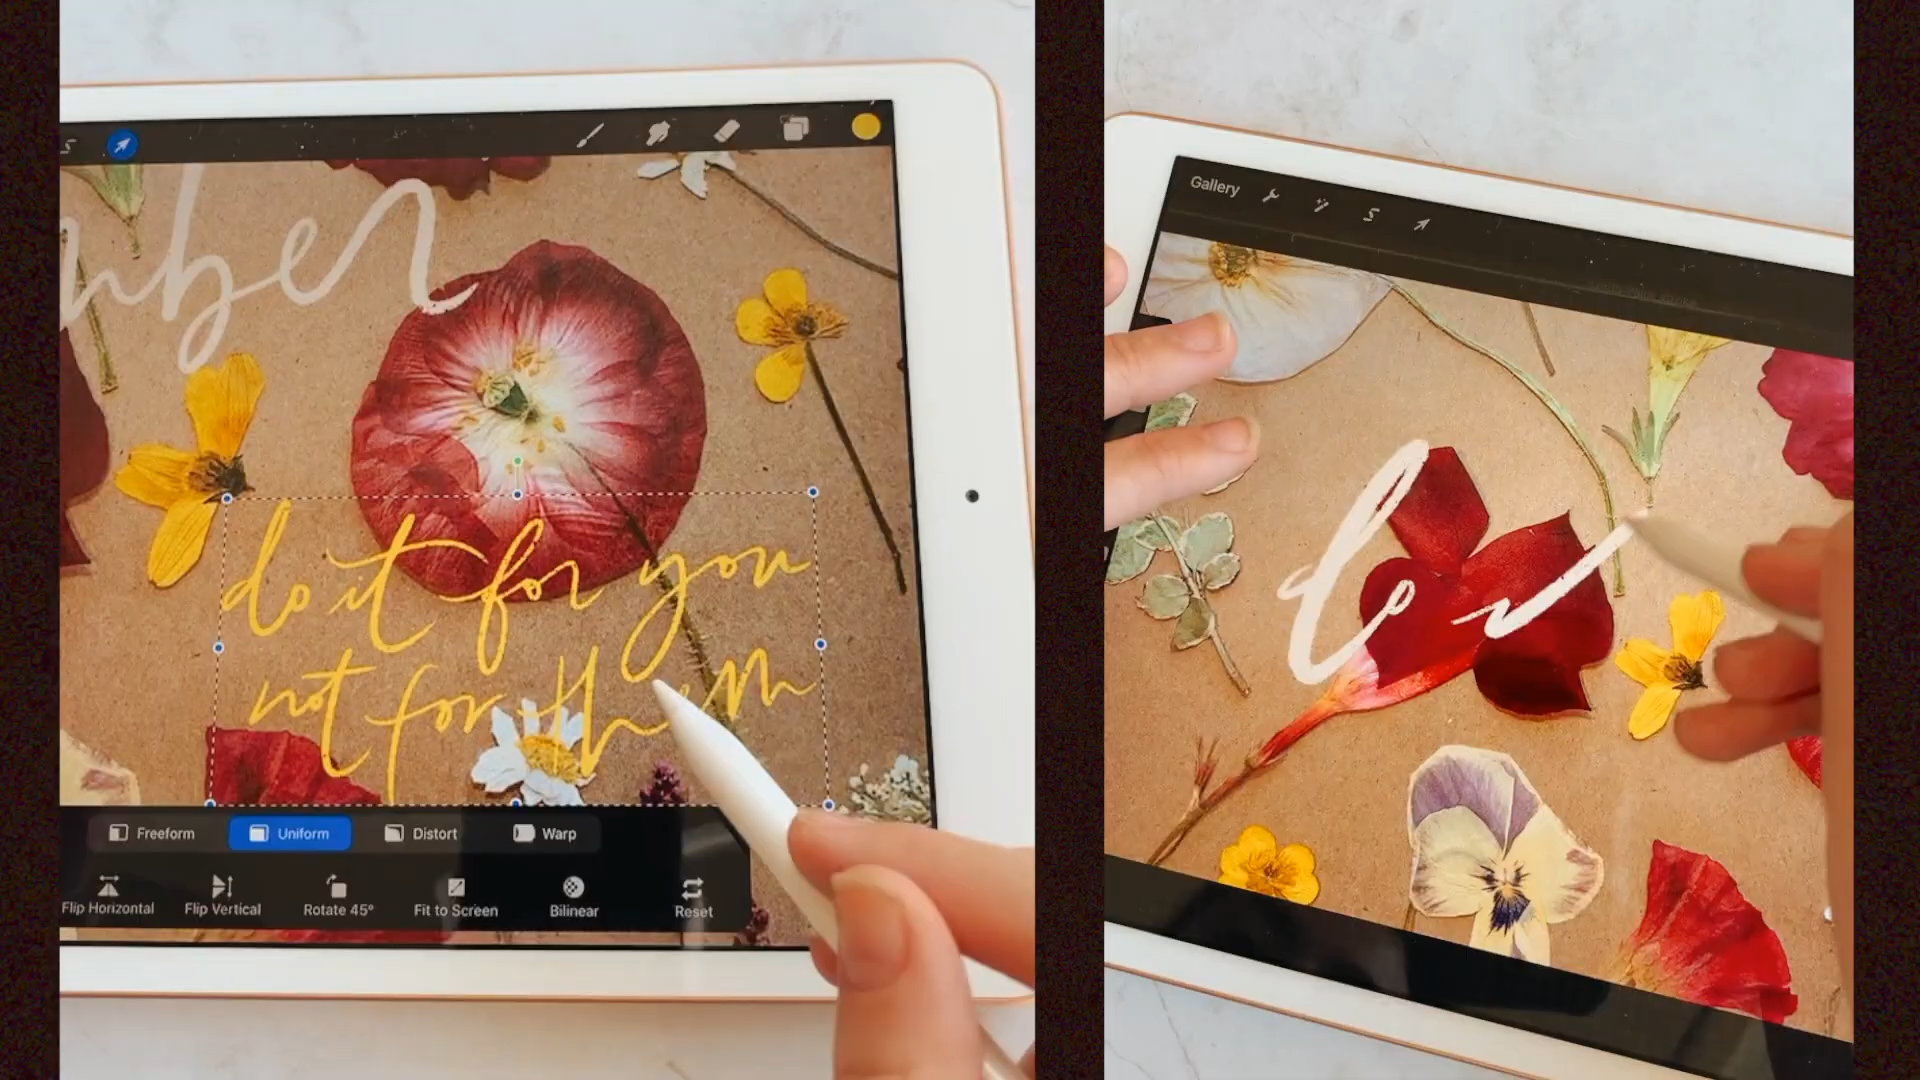 mber
do it for you
not for them
Freeform
Uniform
Distort
Warp
Flip Horizontal
Flip Vertical
Rotate 45°
Fit to Screen
Bilinear
Reset
Gallery
lov